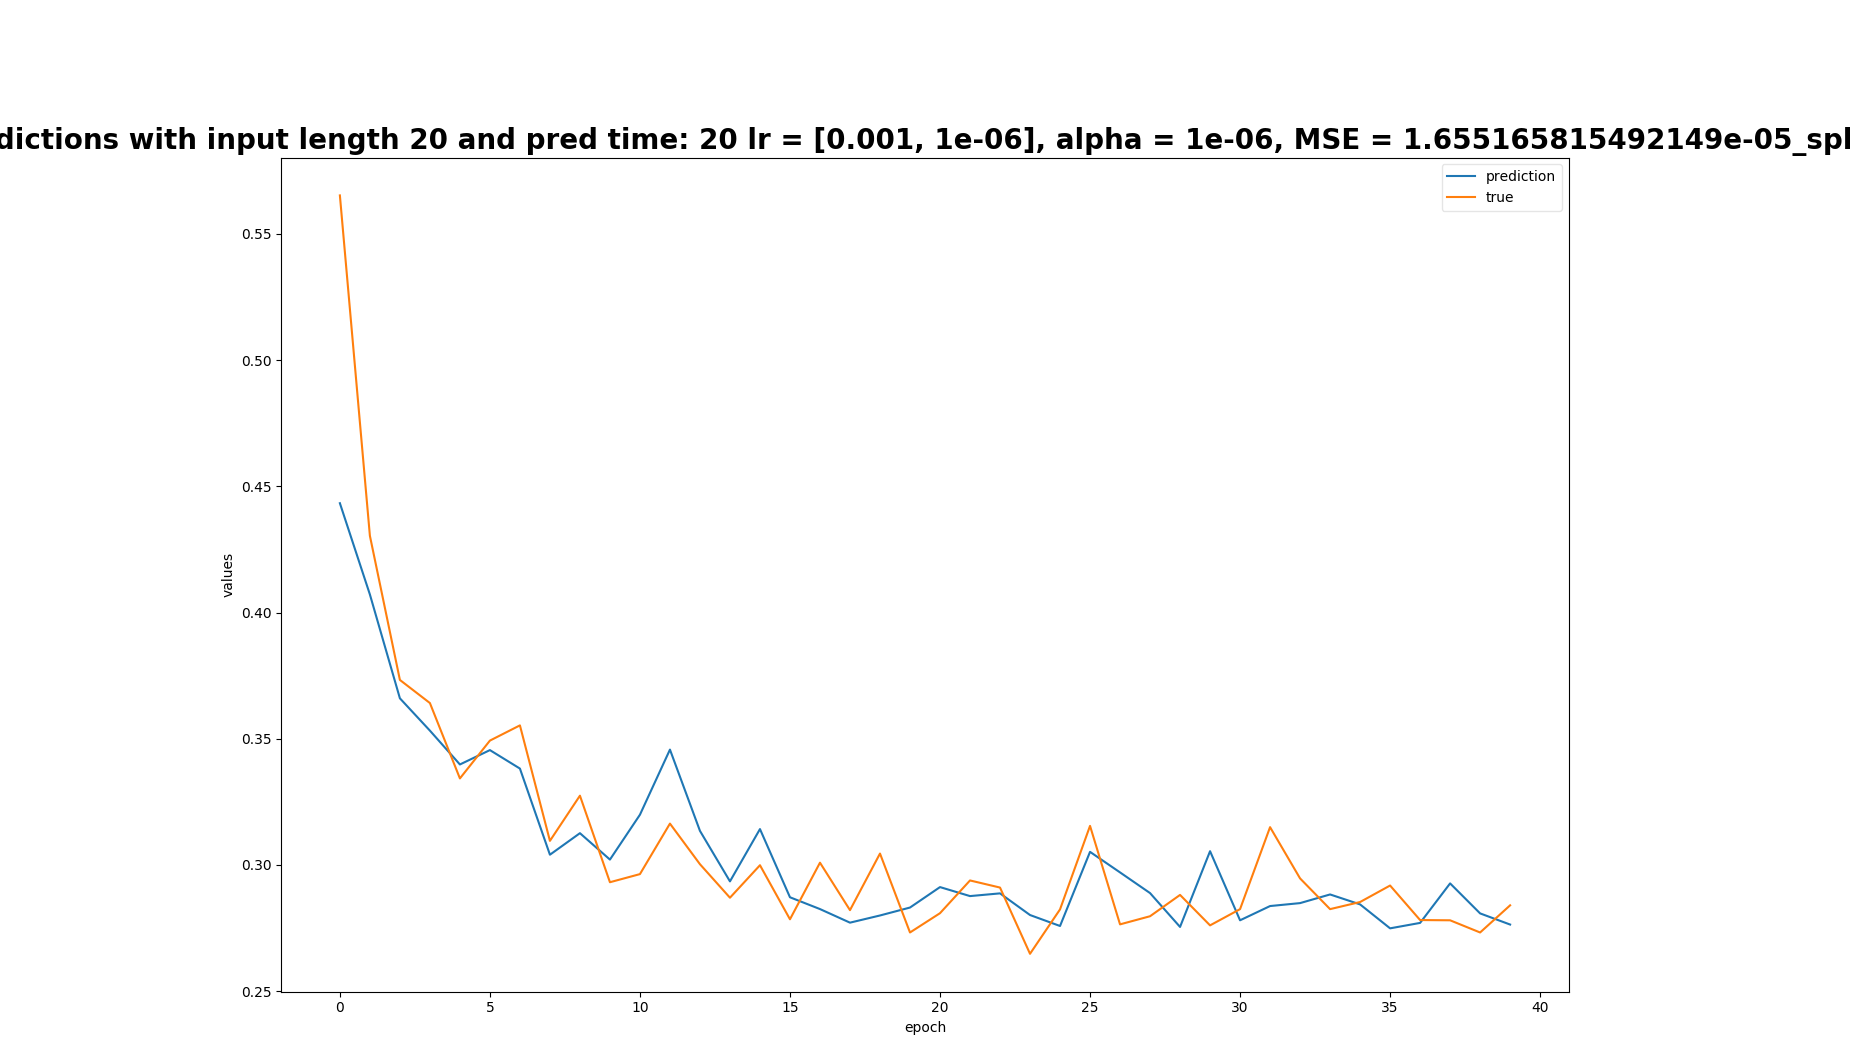 dictions with input length 20 and pred time: 20 lr = [0.001, 1e-06], alpha = 1e-06, MSE = 1.655165815492149e-05_spl
prediction
true
0.55
0.50
0.45
0.40
0.35
0.30
0.25
values
0 5 10 15 20 25 30 35 40
epoch